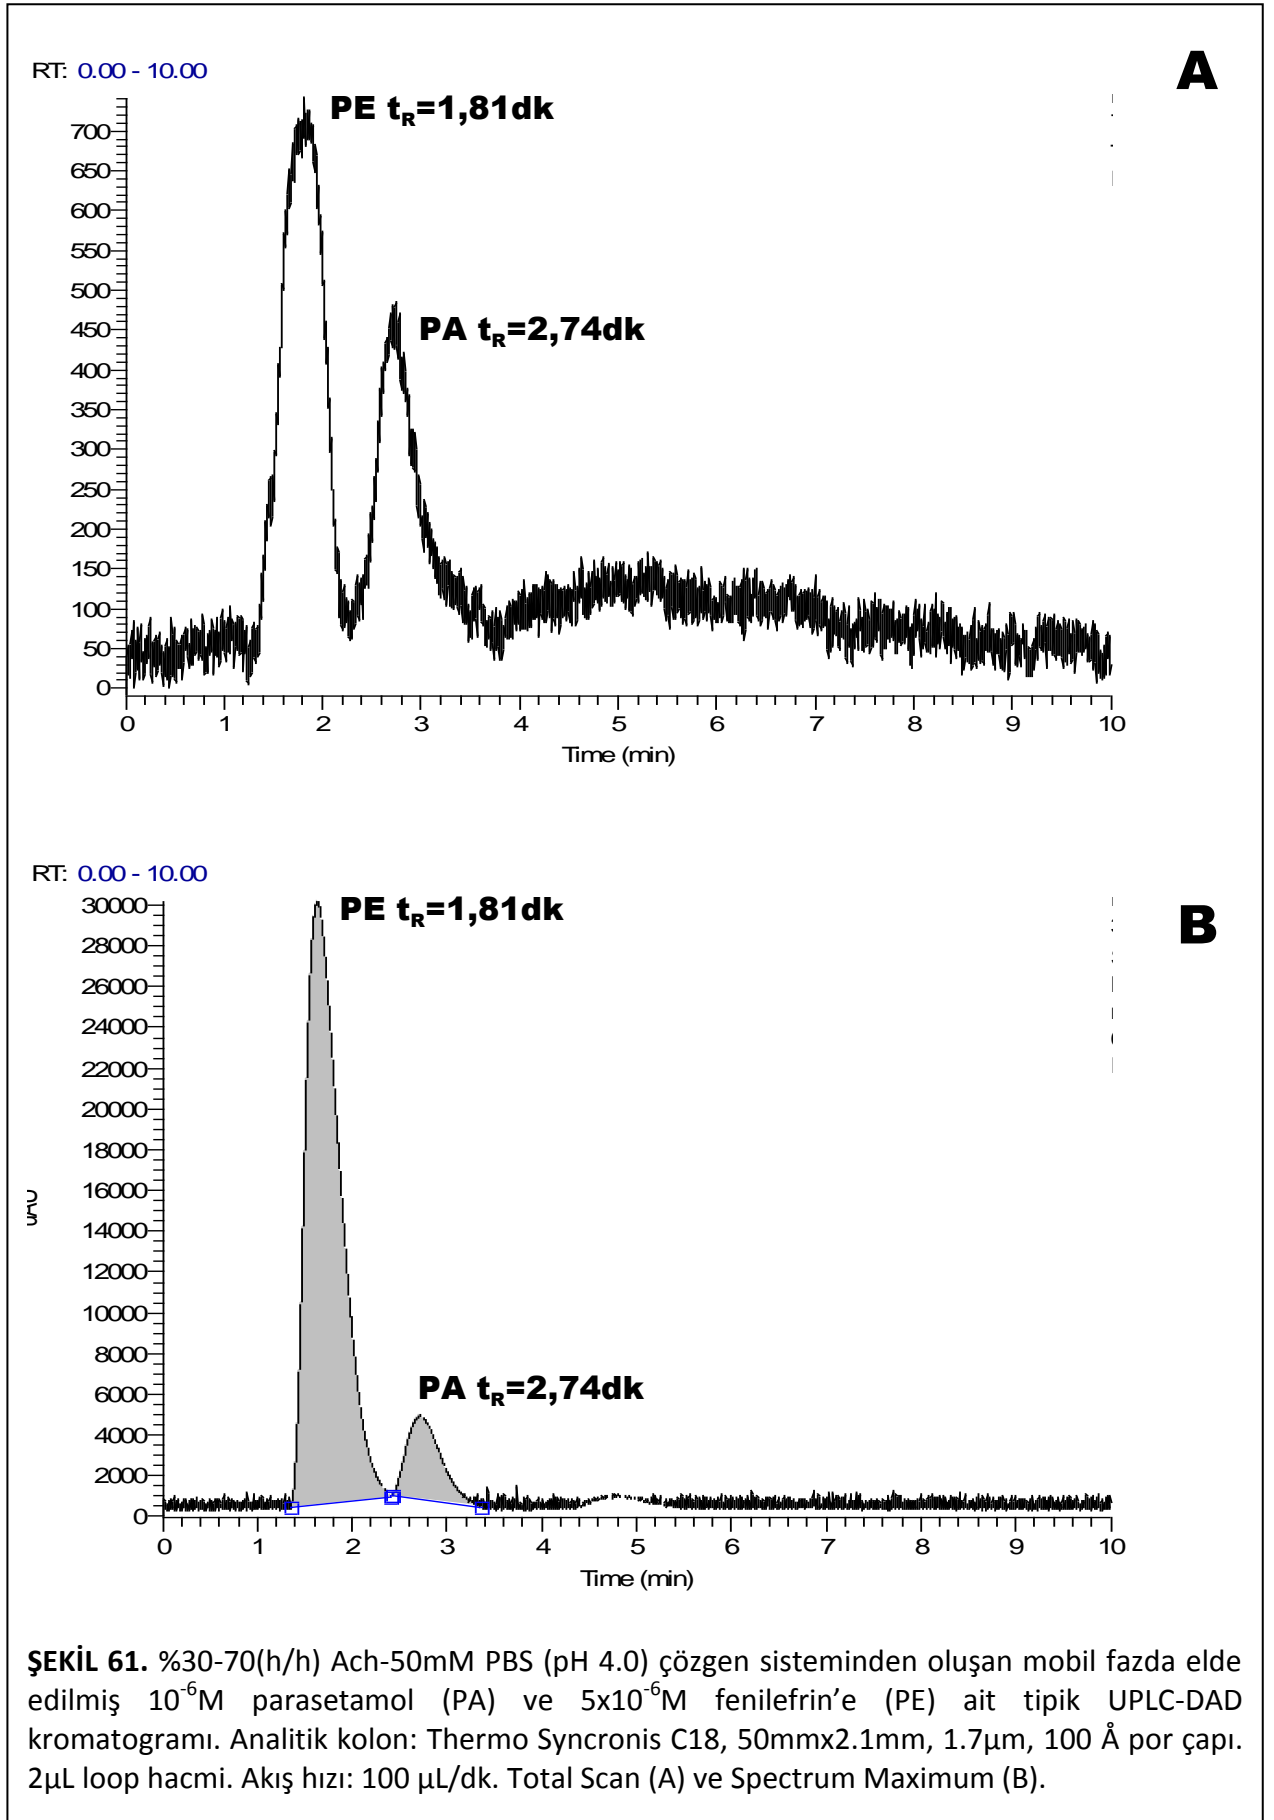 RT: 0.00 - 10.00
A
PE tR=1,81dk
PA tR=2,74dk
700
650
600
550
500
450
400
350
300
250
200
150
100
50
0
0 1 2 3 4 5 6 7 8 9 10
Time (min)
RT: 0.00 - 10.00
B
PE tR=1,81dk
PA tR=2,74dk
30000
28000
26000
24000
22000
20000
18000
16000
14000
12000
10000
8000
6000
4000
2000
0
uAU
0 1 2 3 4 5 6 7 8 9 10
Time (min)
ŞEKİL 61. %30-70(h/h) Ach-50mM PBS (pH 4.0) çözgen sisteminden oluşan mobil fazda elde
edilmiş 10⁻⁶M parasetamol (PA) ve 5x10⁻⁶M fenilefrin’e (PE) ait tipik UPLC-DAD
kromatogramı. Analitik kolon: Thermo Syncronis C18, 50mmx2.1mm, 1.7µm, 100 Å por çapı.
2µL loop hacmi. Akış hızı: 100 µL/dk. Total Scan (A) ve Spectrum Maximum (B).